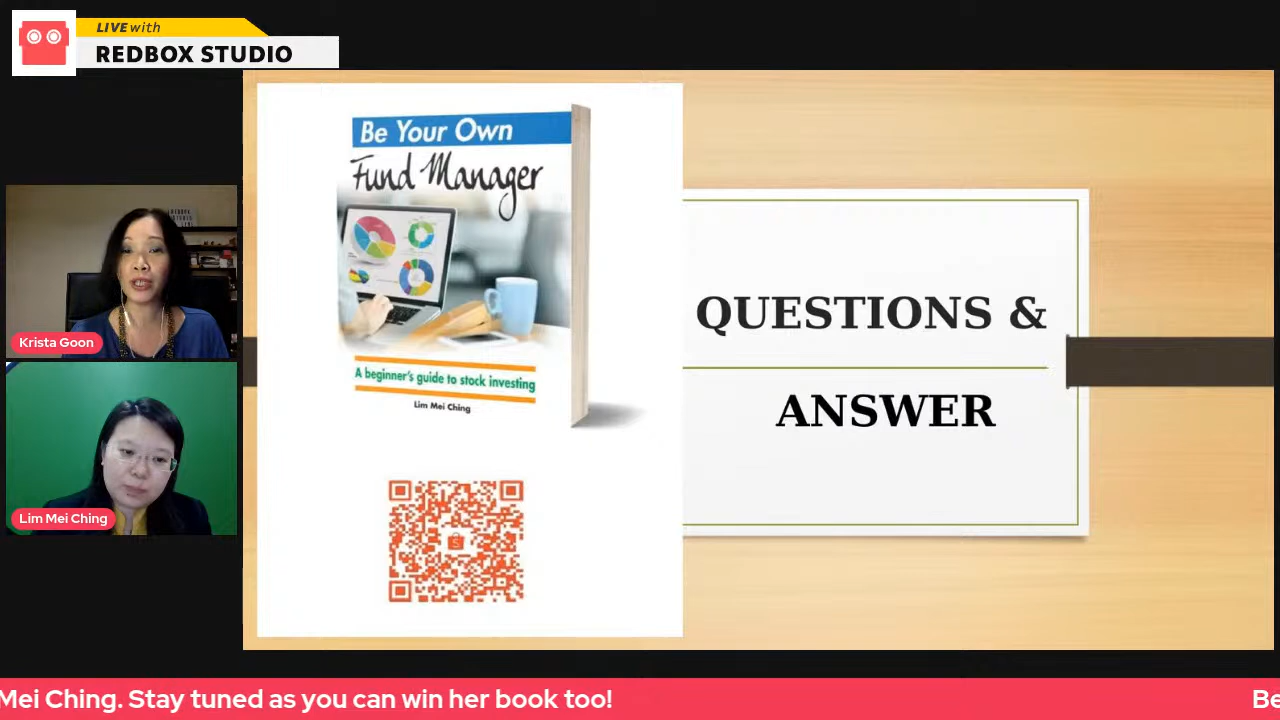 LIVE with
REDBOX STUDIO
Be Your Own
Fund Manager
A beginner's guide to stock investing
Lim Mei Ching
QUESTIONS &
ANSWER
Krista Goon
Lim Mei Ching
Mei Ching. Stay tuned as you can win her book too!
Be